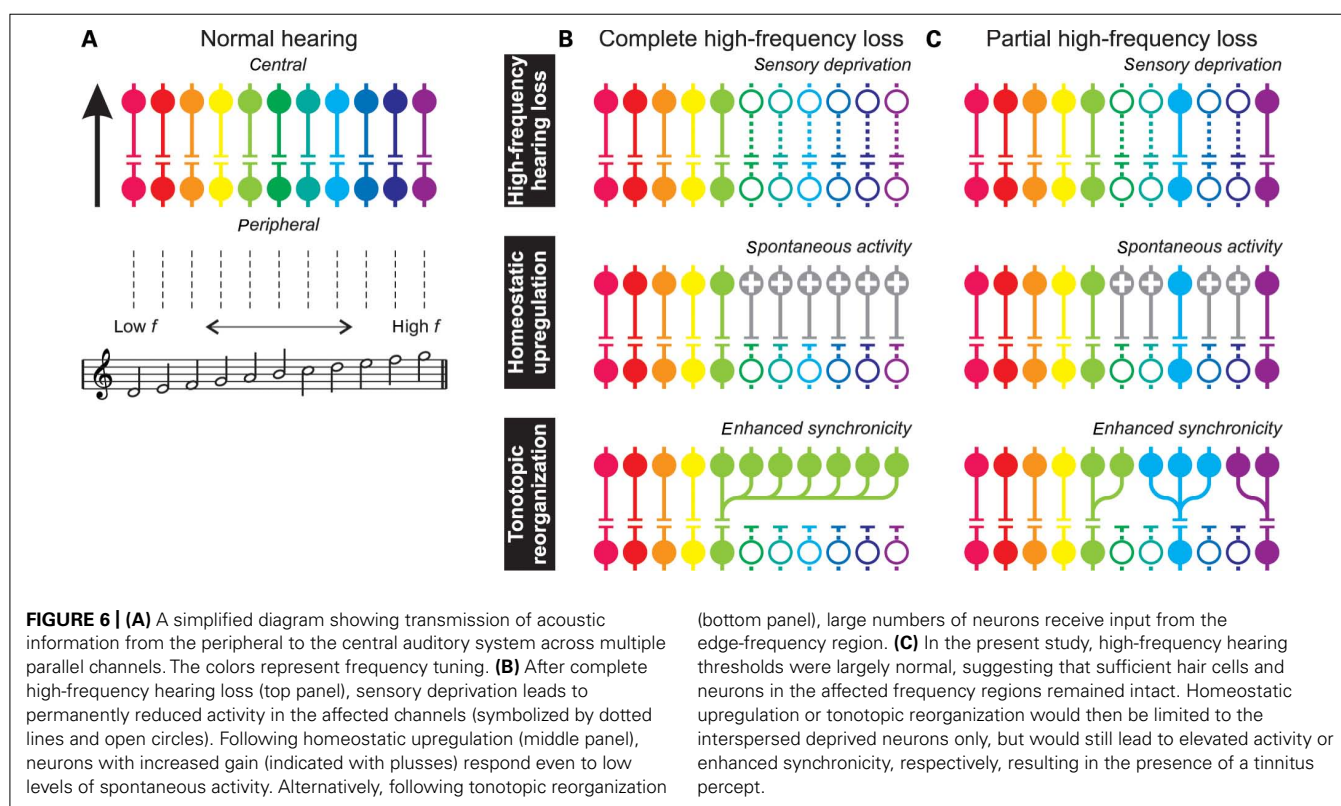 A Normal hearing
Central
Peripheral
Low f
High f
B Complete high-frequency loss
C Partial high-frequency loss
High-frequency
hearing loss
Sensory deprivation
Sensory deprivation
Homeostatic
upregulation
Spontaneous activity
Spontaneous activity
Tonotopic
reorganization
Enhanced synchronicity
Enhanced synchronicity
FIGURE 6 | (A) A simplified diagram showing transmission of acoustic
information from the peripheral to the central auditory system across multiple
parallel channels. The colors represent frequency tuning. (B) After complete
high-frequency hearing loss (top panel), sensory deprivation leads to
permanently reduced activity in the affected channels (symbolized by dotted
lines and open circles). Following homeostatic upregulation (middle panel),
neurons with increased gain (indicated with plusses) respond even to low
levels of spontaneous activity. Alternatively, following tonotopic reorganization
(bottom panel), large numbers of neurons receive input from the
edge-frequency region. (C) In the present study, high-frequency hearing
thresholds were largely normal, suggesting that sufficient hair cells and
neurons in the affected frequency regions remained intact. Homeostatic
upregulation or tonotopic reorganization would then be limited to the
interspersed deprived neurons only, but would still lead to elevated activity or
enhanced synchronicity, respectively, resulting in the presence of a tinnitus
percept.